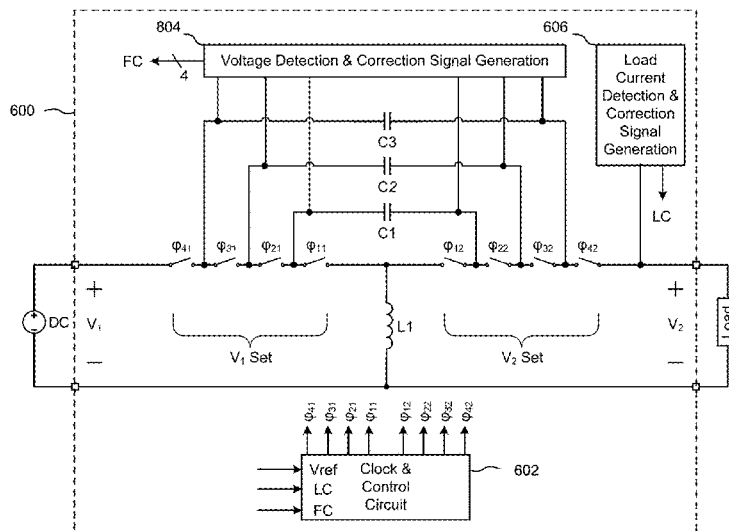 804
606
FC
4
Voltage Detection & Correction Signal Generation
Load
Current
Detection &
Correction
Signal
Generation
600
C3
C2
C1
LC
φ41 φ31 φ21 φ11 φ12 φ22 φ32 φ42
+
V1
−
DC
L1
+
V2
−
Load
V1 Set
V2 Set
φ41 φ31 φ21 φ11 φ12 φ22 φ32 φ42
Vref
LC
FC
Clock &
Control
Circuit
602